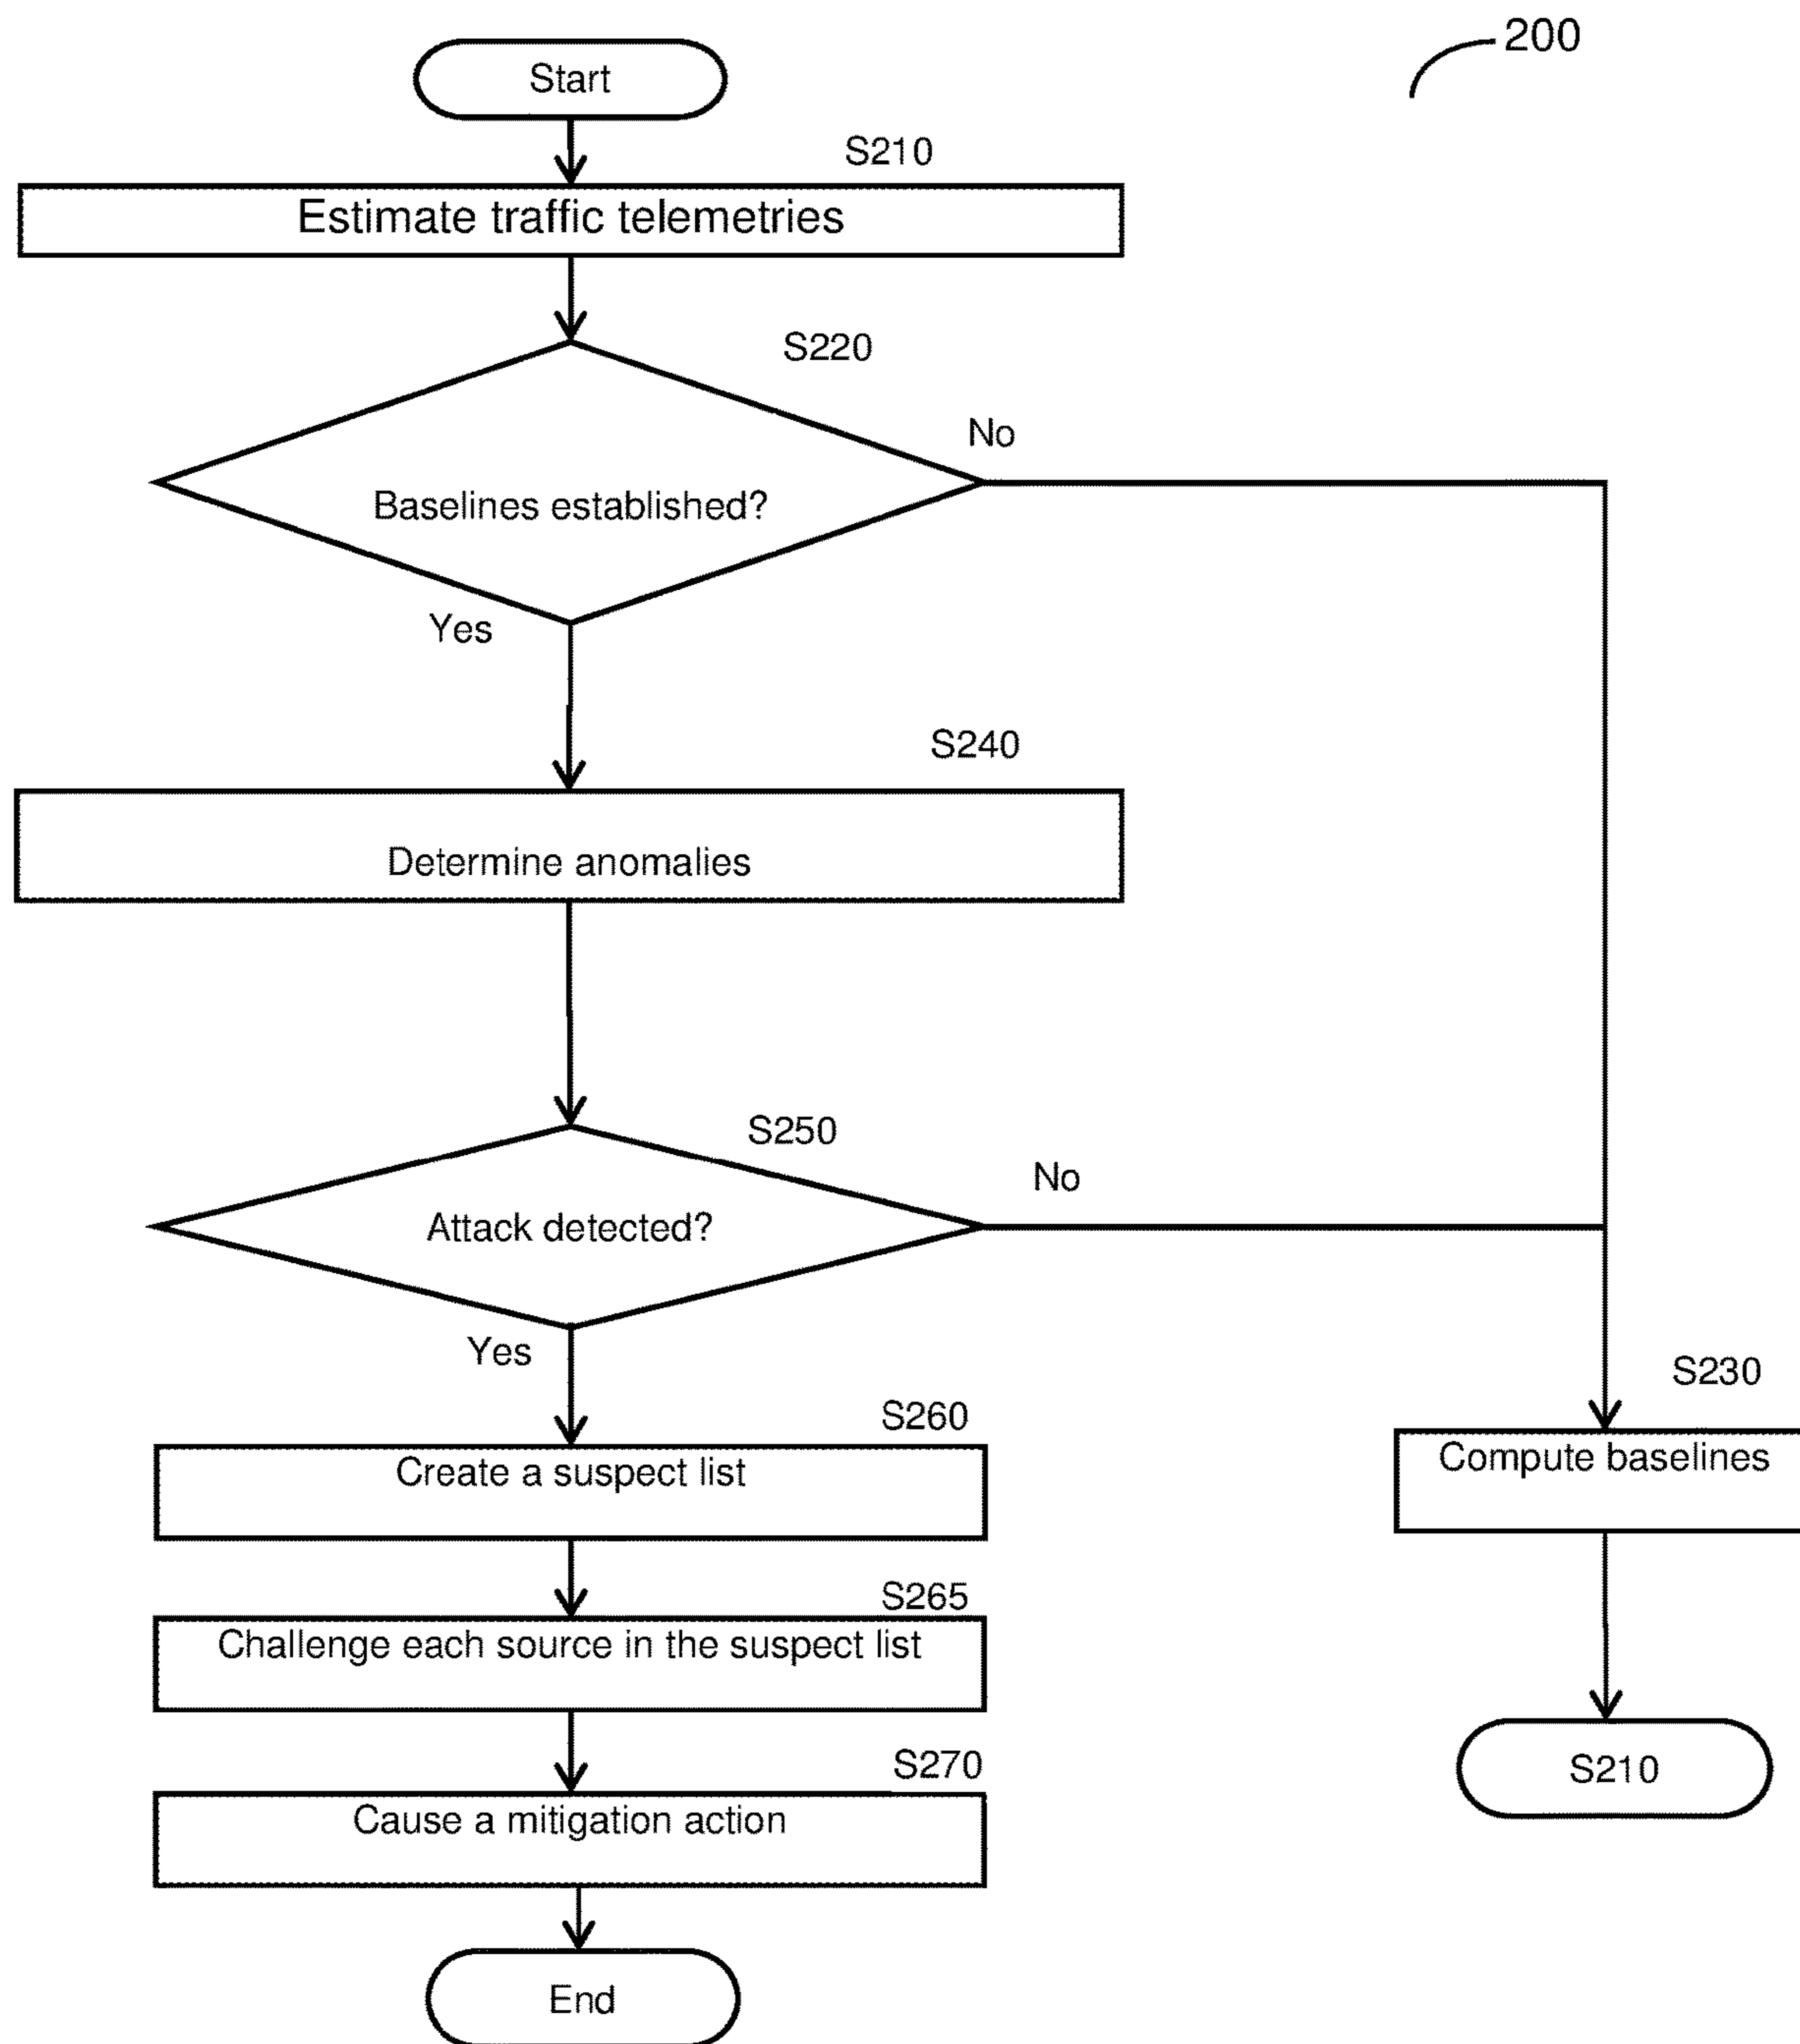 200
Start
S210
Estimate traffic telemetries
S220
No
Baselines established?
Yes
S240
Determine anomalies
S250
No
Attack detected?
Yes
S230
S260
Compute baselines
Create a suspect list
S265
Challenge each source in the suspect list
S270
S210
Cause a mitigation action
End